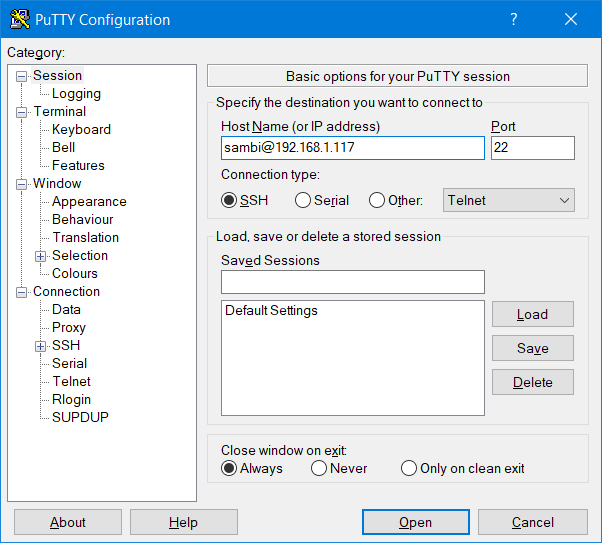 PuTTY Configuration
Category:
Session
Logging
Terminal
Keyboard
Bell
Features
Window
Appearance
Behaviour
Translation
Selection
Colours
Connection
Data
Proxy
SSH
Serial
Telnet
Rlogin
SUPDUP
Basic options for your PuTTY session
Specify the destination you want to connect to
Host Name (or IP address) Port
sambi@192.168.1.117 22
Connection type:
SSH Serial Other: Telnet
Load, save or delete a stored session
Saved Sessions
Default Settings
Load
Save
Delete
Close window on exit:
Always Never Only on clean exit
About Help Open Cancel